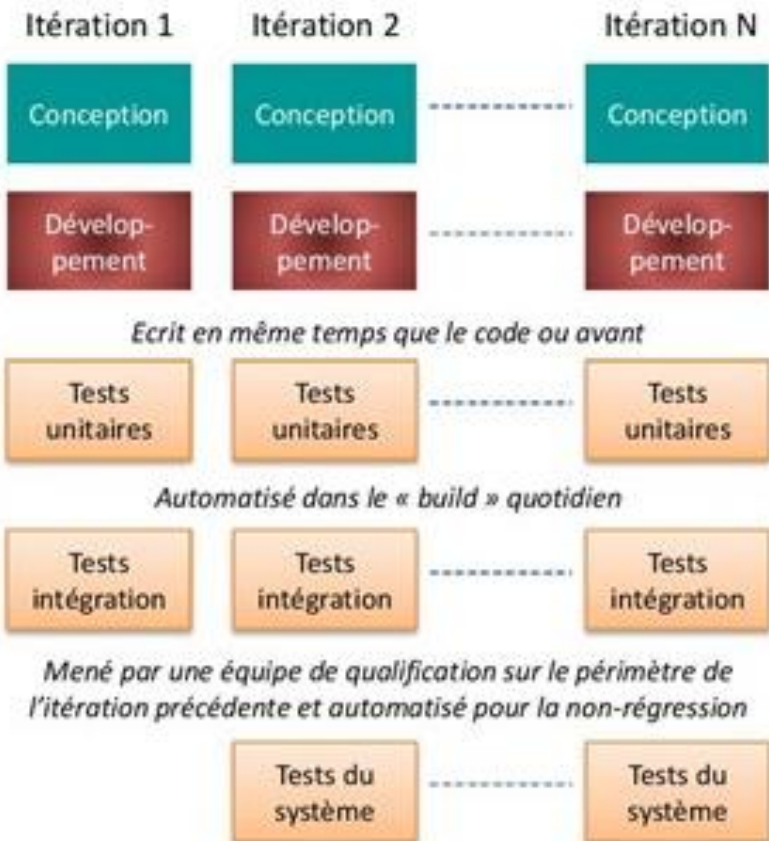 Itération 1 Itération 2 Itération N
Conception Conception Conception
Dévelop- Dévelop- Dévelop-
pement pement pement
Ecrit en même temps que le code ou avant
Tests Tests Tests
unitaires unitaires unitaires
Automatisé dans le « build » quotidien
Tests Tests Tests
intégration intégration intégration
Mené par une équipe de qualification sur le périmètre de
l'itération précédente et automatisé pour la non-régression
Tests du Tests du
système système